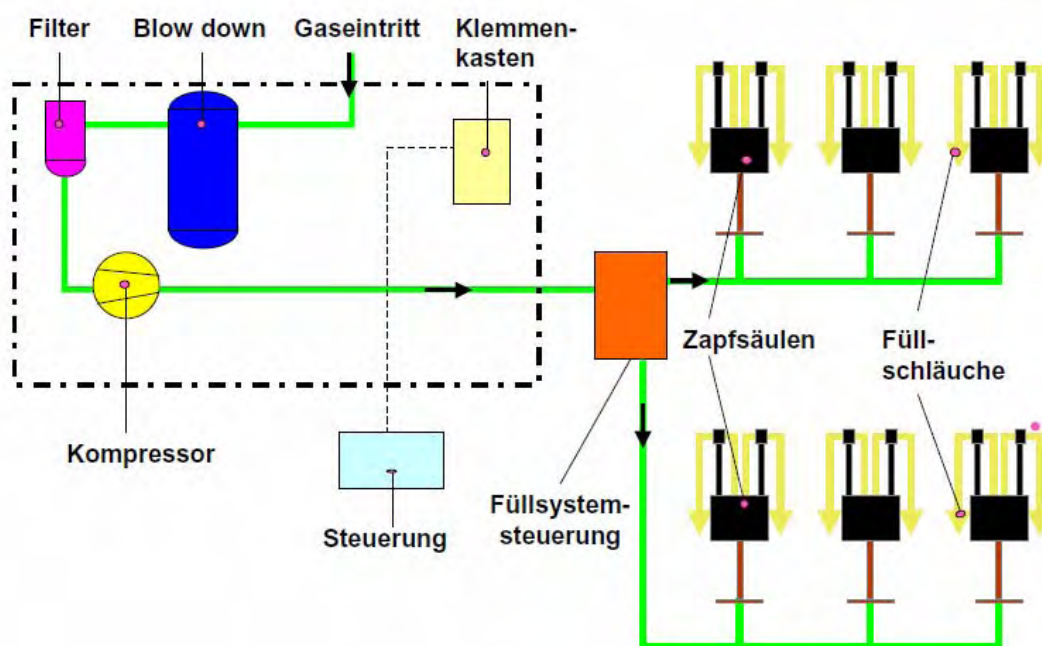 Filter
Blow down
Gaseintritt
Klemmen-
kasten
Zapfsäulen
Füll-
schläuche
Kompressor
Steuerung
Füllsystem-
steuerung